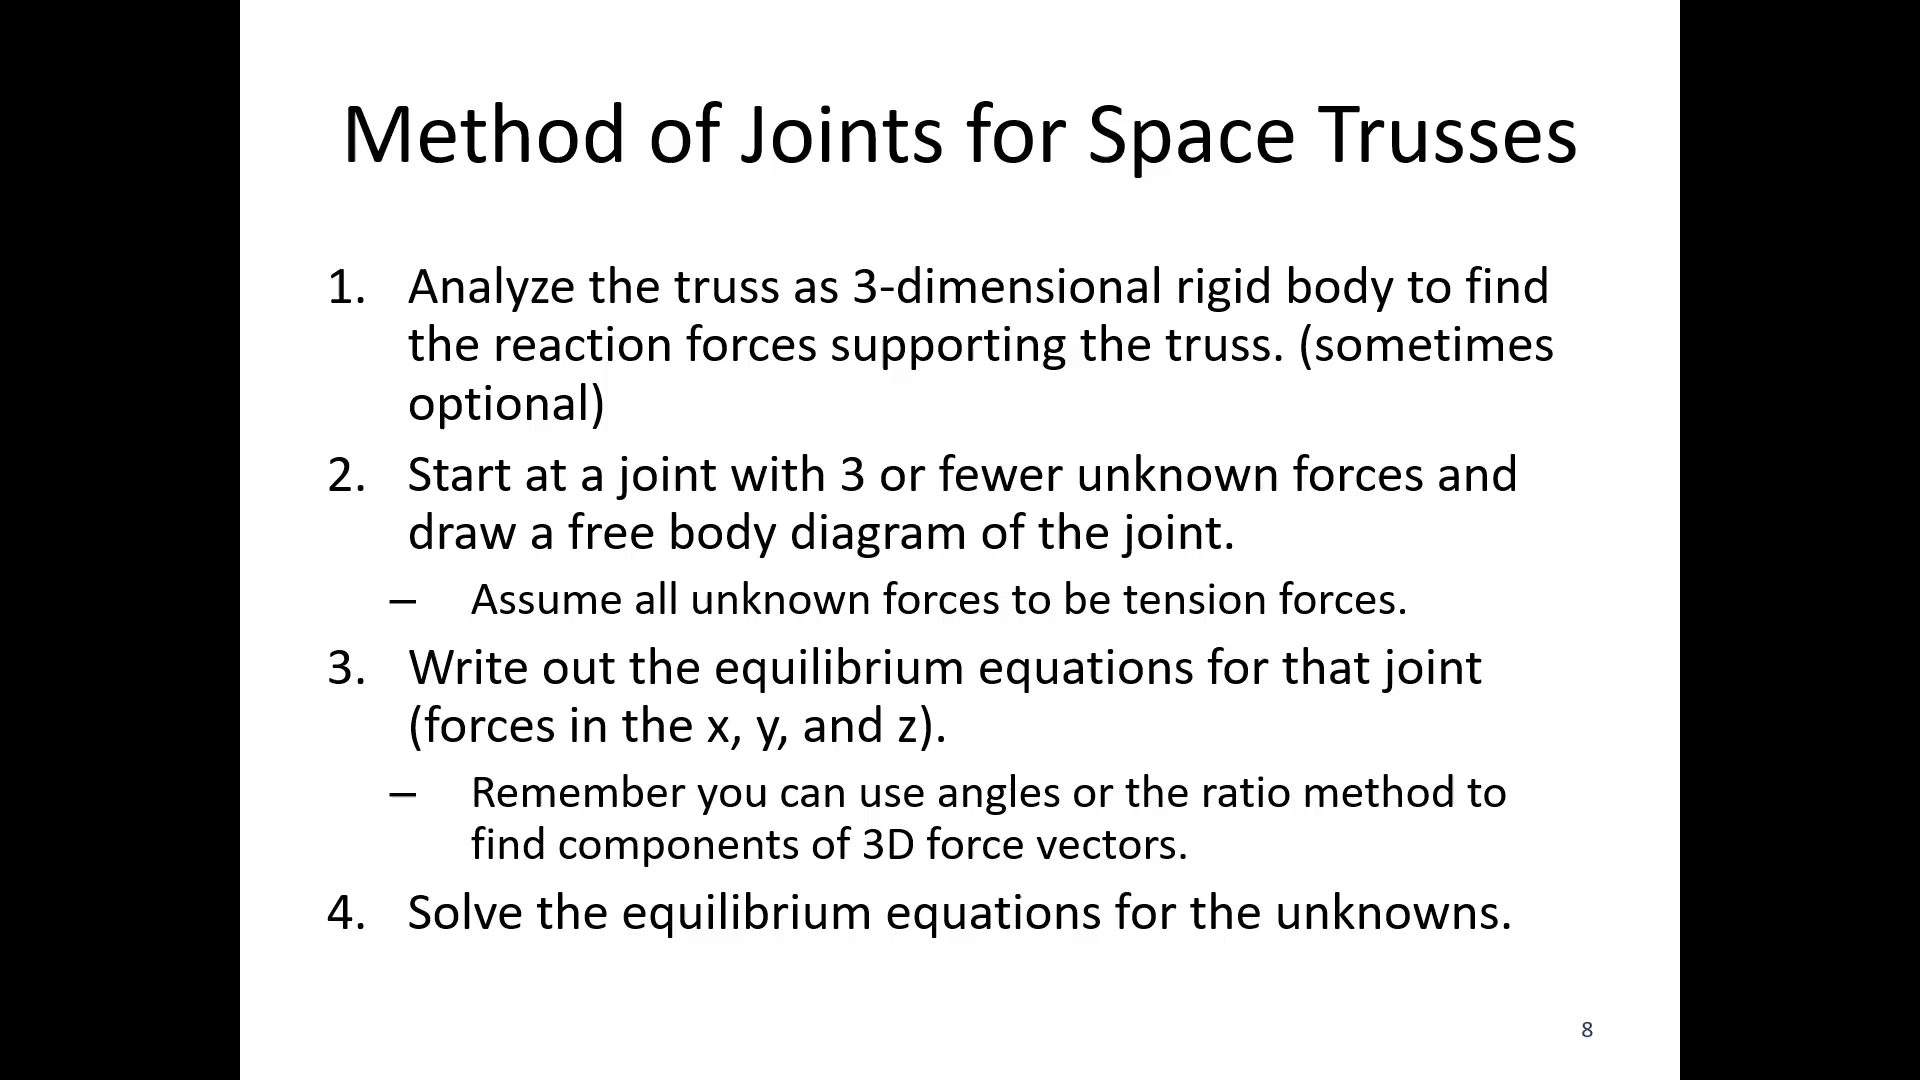 Method of Joints for Space Trusses
1. Analyze the truss as 3-dimensional rigid body to find
the reaction forces supporting the truss. (sometimes
optional)
2. Start at a joint with 3 or fewer unknown forces and
draw a free body diagram of the joint.
– Assume all unknown forces to be tension forces.
3. Write out the equilibrium equations for that joint
(forces in the x, y, and z).
– Remember you can use angles or the ratio method to
find components of 3D force vectors.
4. Solve the equilibrium equations for the unknowns.
8